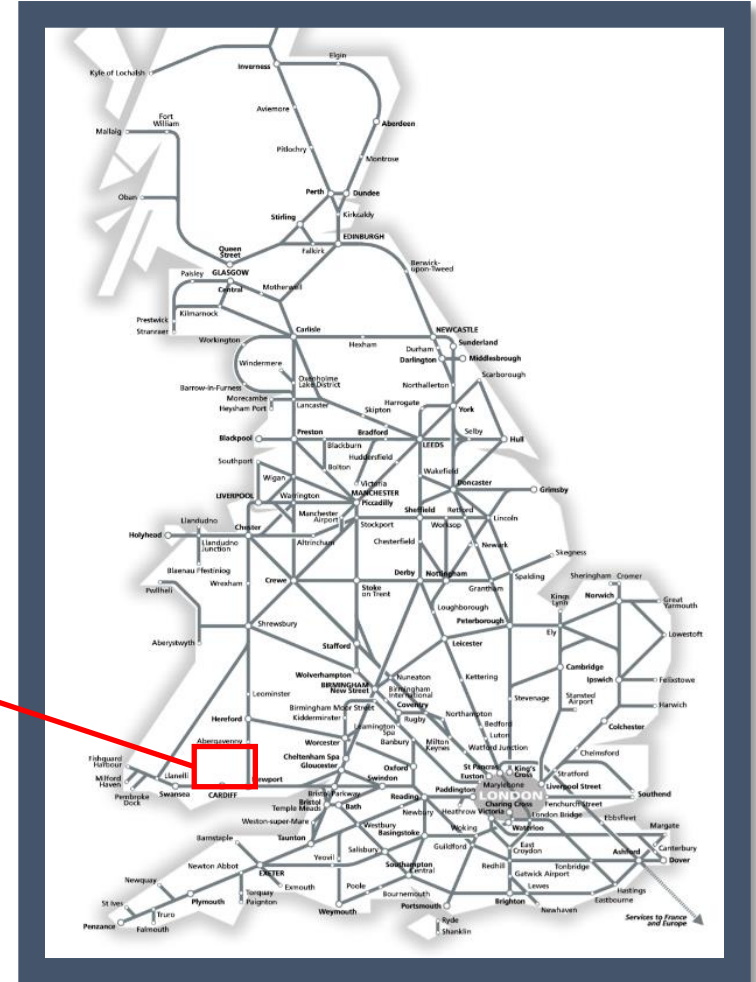 Elgin
Inverness
Kyle of Lochalsh
Aviemore
Fort
William
Aberdeen
Mallaig
Pitlochry
Montrose
Oban
Perth
Dundee
Stirling
Kirkcaldy
Queen
Street
EDINBURGH
Falkirk
Berwick-
upon-Tweed
Paisley
GLASGOW
Central
Motherwell
Prestwick
Kilmarnock
Stranraer
Carlisle
NEWCASTLE
Workington
Hexham
Sunderland
Durham
Darlington
Middlesbrough
Windermere
Scarborough
Oxenholme
Lake District
Barrow-in-Furness
Northallerton
Morecambe
Heysham Port
Lancaster
Harrogate
York
Skipton
Blackpool
Preston
Bradford
Selby
Hull
Blackburn
LEEDS
Southport
Huddersfield
Bolton
Wakefield
Wigan
Victoria
Doncaster
LIVERPOOL
Warrington
MANCHESTER
Piccadilly
Grimsby
Manchester
Airport
Sheffield
Retford
Llandudno
Stockport
Worksop
Lincoln
Holyhead
Chester
Llandudno
Junction
Altrincham
Chesterfield
Newark
Skegness
Blaenau Ffestiniog
Derby
Nottingham
Pwllheli
Wrexham
Crewe
Stoke
on Trent
Grantham
Spalding
Sheringham
Cromer
Kings
Lynn
Norwich
Great
Yarmouth
Loughborough
Shrewsbury
Peterborough
Ely
Lowestoft
Aberystwyth
Stafford
Leicester
Wolverhampton
Nuneaton
Kettering
Cambridge
BIRMINGHAM
New Street
Birmingham
International
Ipswich
Felixstowe
Leominster
Coventry
Stevenage
Stansted
Airport
Harwich
Birmingham Moor Street
Kidderminster
Rugby
Northampton
Hereford
Leamington
Spa
Bedford
Colchester
Worcester
Banbury
Milton
Keynes
Luton
Abergavenny
Watford Junction
Chelmsford
Cheltenham Spa
Gloucester
Oxford
St Pancras
King's
Cross
Fishguard
Harbour
Euston
Stratford
Milford
Haven
Llanelli
Newport
Swindon
Paddington
Marylebone
Liverpool Street
Pembroke
Dock
Swansea
CARDIFF
Bristol Parkway
Reading
LONDON
Southend
Bristol
Temple Meads
Bath
Newbury
Charing Cross
Fenchurch Street
Heathrow
Victoria
London Bridge
Ebbsfleet
Weston-super-Mare
Westbury
Waterloo
Margate
Barnstaple
Taunton
Basingstoke
Woking
East
Croydon
Canterbury
Salisbury
Guildford
Ashford
Dover
Yeovil
Newton Abbot
Southampton
Central
Redhill
Tonbridge
EXETER
Gatwick Airport
Newquay
Exmouth
Poole
Lewes
Hastings
Torquay
Paignton
Bournemouth
Eastbourne
St Ives
Plymouth
Weymouth
Portsmouth
Brighton
Newhaven
Truro
Penzance
Falmouth
Ryde
Shanklin
Services to France
and Europe